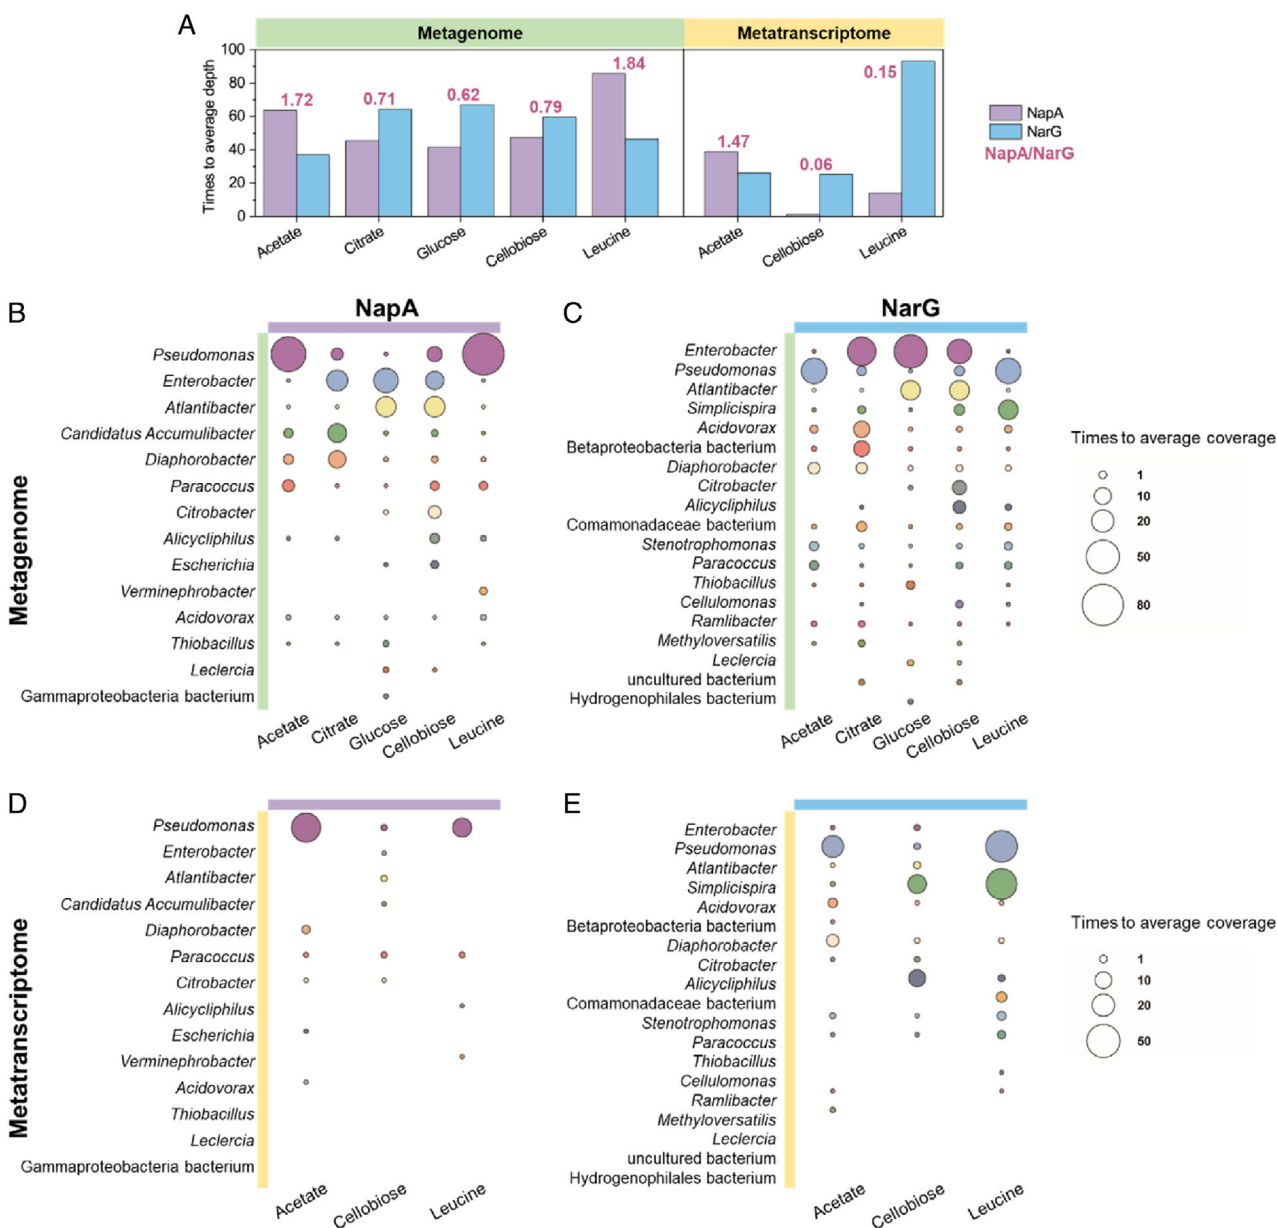 A
Metagenome
Metatranscriptome
Times to average depth
100
80
60
40
20
0
1.72
0.71
0.62
0.79
1.84
1.47
0.06
0.15
Acetate
Citrate
Glucose
Cellobiose
Leucine
Acetate
Cellobiose
Leucine
NapA
NarG
NapA/NarG
B
NapA
Metagenome
Pseudomonas
Enterobacter
Atlantibacter
Candidatus Accumulibacter
Diaphorobacter
Paracoccus
Citrobacter
Alicycliphilus
Escherichia
Verminephrobacter
Acidovorax
Thiobacillus
Leclercia
Gammaproteobacteria bacterium
Acetate
Citrate
Glucose
Cellobiose
Leucine
C
NarG
Enterobacter
Pseudomonas
Atlantibacter
Simplicispira
Acidovorax
Betaproteobacteria bacterium
Diaphorobacter
Citrobacter
Alicycliphilus
Comamonadaceae bacterium
Stenotrophomonas
Paracoccus
Thiobacillus
Cellulomonas
Ramlibacter
Methyloversatilis
Leclercia
uncultured bacterium
Hydrogenophilales bacterium
Acetate
Citrate
Glucose
Cellobiose
Leucine
Times to average coverage
1
10
20
50
80
D
Metatranscriptome
Pseudomonas
Enterobacter
Atlantibacter
Candidatus Accumulibacter
Diaphorobacter
Paracoccus
Citrobacter
Alicycliphilus
Escherichia
Verminephrobacter
Acidovorax
Thiobacillus
Leclercia
Gammaproteobacteria bacterium
Acetate
Cellobiose
Leucine
E
Enterobacter
Pseudomonas
Atlantibacter
Simplicispira
Acidovorax
Betaproteobacteria bacterium
Diaphorobacter
Citrobacter
Alicycliphilus
Comamonadaceae bacterium
Stenotrophomonas
Paracoccus
Thiobacillus
Cellulomonas
Ramlibacter
Methyloversatilis
Leclercia
uncultured bacterium
Hydrogenophilales bacterium
Acetate
Cellobiose
Leucine
Times to average coverage
1
10
20
50